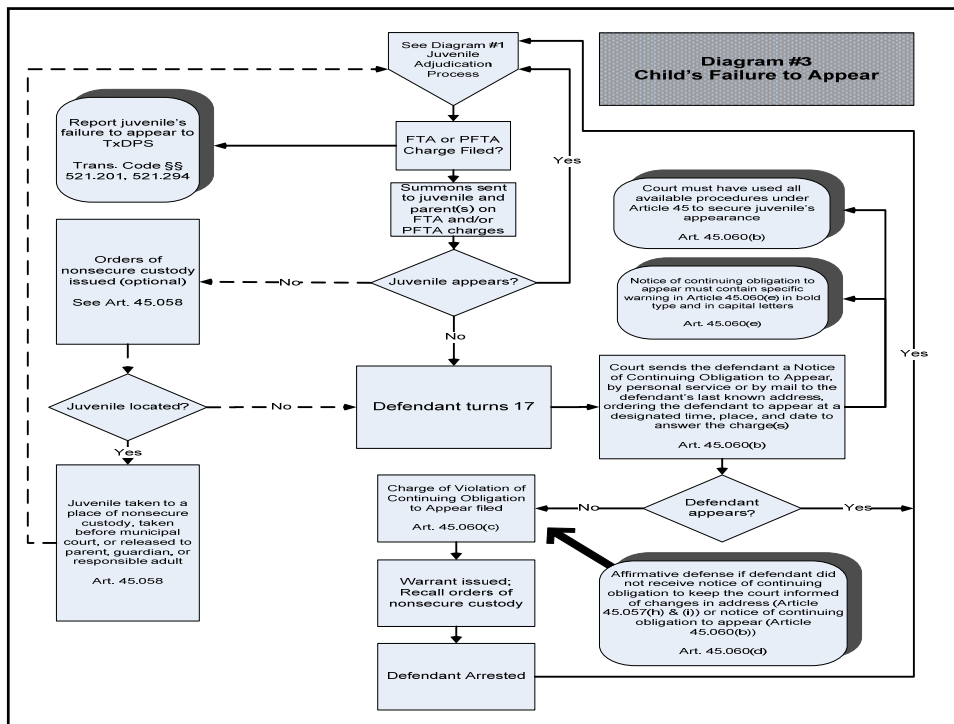 Diagram #3
Child's Failure to Appear
See Diagram #1
Juvenile
Adjudication
Process
Report juvenile's
failure to appear to
TxDPS
Trans. Code §§
521.201, 521.294
FTA or PFTA
Charge Filed?
Yes
Summons sent
to juvenile and
parent(s) on
FTA and/or
PFTA charges
Court must have used all
available procedures under
Article 45 to secure juvenile's
appearance
Art. 45.060(b)
Orders of
nonsecure custody
issued (optional)
See Art. 45.058
No
Juvenile appears?
Notice of continuing obligation to
appear must contain specific
warning in Article 45.060(e) in bold
type and in capital letters
Art. 45.060(e)
No
Yes
Juvenile located?
No
Defendant turns 17
Court sends the defendant a Notice
of Continuing Obligation to Appear,
by personal service or by mail to the
defendant's last known address,
ordering the defendant to appear at a
designated time, place, and date to
answer the charge(s)
Art. 45.060(b)
Yes
Juvenile taken to a
place of nonsecure
custody, taken
before municipal
court, or released to
parent, guardian, or
responsible adult
Art. 45.058
Charge of Violation of
Continuing Obligation
to Appear filed
Art. 45.060(c)
No
Defendant
appears?
Yes
Warrant issued;
Recall orders of
nonsecure custody
Affirmative defense if defendant did
not receive notice of continuing
obligation to keep the court informed
of changes in address (Article
45.057(h) & (i)) or notice of continuing
obligation to appear (Article
45.060(b))
Art. 45.060(d)
Defendant Arrested